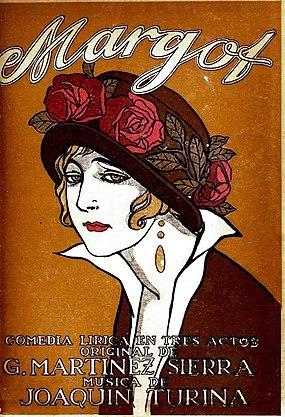 Margot
COMEDIA LIRICA EN TRES ACTOS
ORIGINAL DE
G. MARTINEZ SIERRA
MUSICA DE
JOAQUIN TURINA